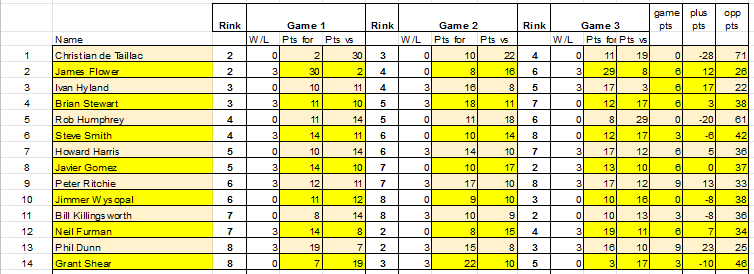 game plus opp
Rink Game 1 Rink Game 2 Rink Game 3 pts pts pts
Name W/L Pts for Pts vs W/L Pts for Pts vs W/L Pts for Pts vs
1 Christian de Taillac 2 0 2 30 3 0 10 22 4 0 11 19 0 -28 71
2 James Flower 2 3 30 2 4 0 8 16 6 3 29 8 6 12 26
3 Ivan Hyland 3 0 10 11 4 3 16 8 5 3 17 3 6 17 22
4 Brian Stewart 3 3 11 10 5 3 18 11 7 0 12 17 6 3 38
5 Rob Humphrey 4 0 11 14 5 0 11 18 6 0 8 29 0 -20 61
6 Steve Smith 4 3 14 11 6 0 10 14 8 0 12 17 3 -6 42
7 Howard Harris 5 0 10 14 6 3 14 10 7 3 17 12 6 5 36
8 Javier Gomez 5 3 14 10 7 0 10 17 2 3 13 10 6 0 37
9 Peter Ritchie 6 3 12 11 7 3 17 10 8 3 17 12 9 13 33
10 Jimmer Wysopal 6 0 11 12 8 0 9 10 3 0 10 16 0 -8 38
11 Bill Killingsworth 7 0 8 14 8 3 10 9 2 0 10 13 3 -8 36
12 Neil Furman 7 3 14 8 2 0 8 15 4 3 19 11 6 7 34
13 Phil Dunn 8 3 19 7 2 3 15 8 3 3 16 10 9 23 25
14 Grant Shear 8 0 7 19 3 3 22 10 5 0 3 17 3 -10 46